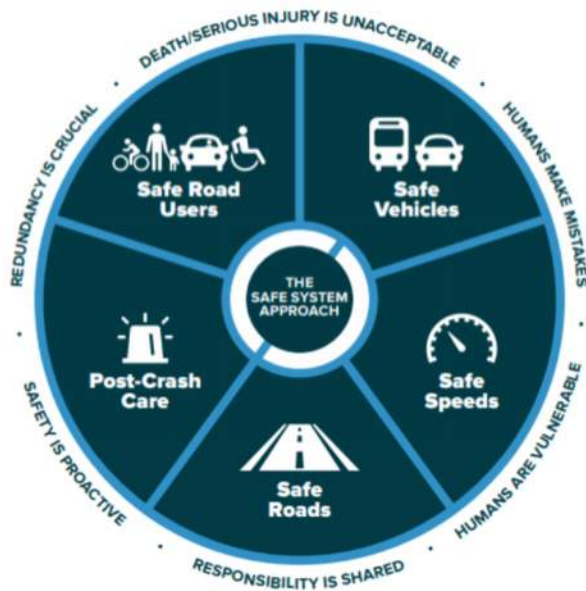 DEATH/SERIOUS INJURY IS UNACCEPTABLE
HUMANS MAKE MISTAKES
HUMANS ARE VULNERABLE
RESPONSIBILITY IS SHARED
SAFETY IS PROACTIVE
REDUNDANCY IS CRUCIAL
Safe Road
Users
Safe
Vehicles
Safe
Speeds
Safe
Roads
Post-Crash
Care
THE
SAFE SYSTEM
APPROACH